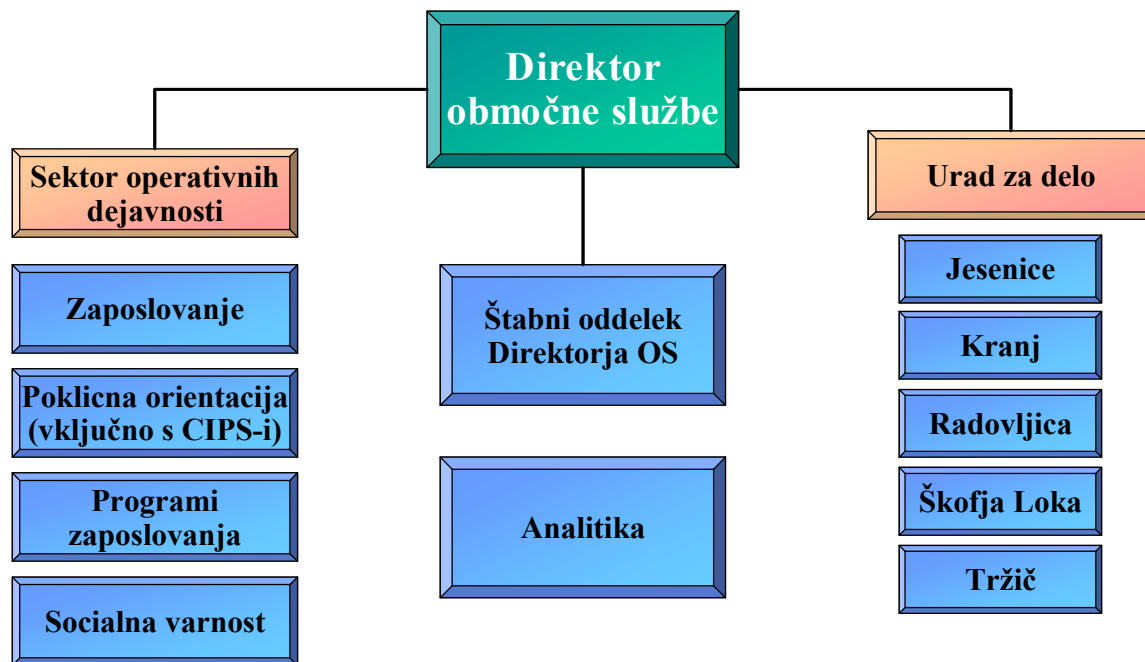 Direktor
območne službe
Sektor operativnih
dejavnosti
Zaposlovanje
Poklicna orientacija
(vključno s CIPS-i)
Programi
zaposlovanja
Socialna varnost
Štabni oddelek
Direktorja OS
Analitika
Urad za delo
Jesenice
Kranj
Radovljica
Škofja Loka
Tržič